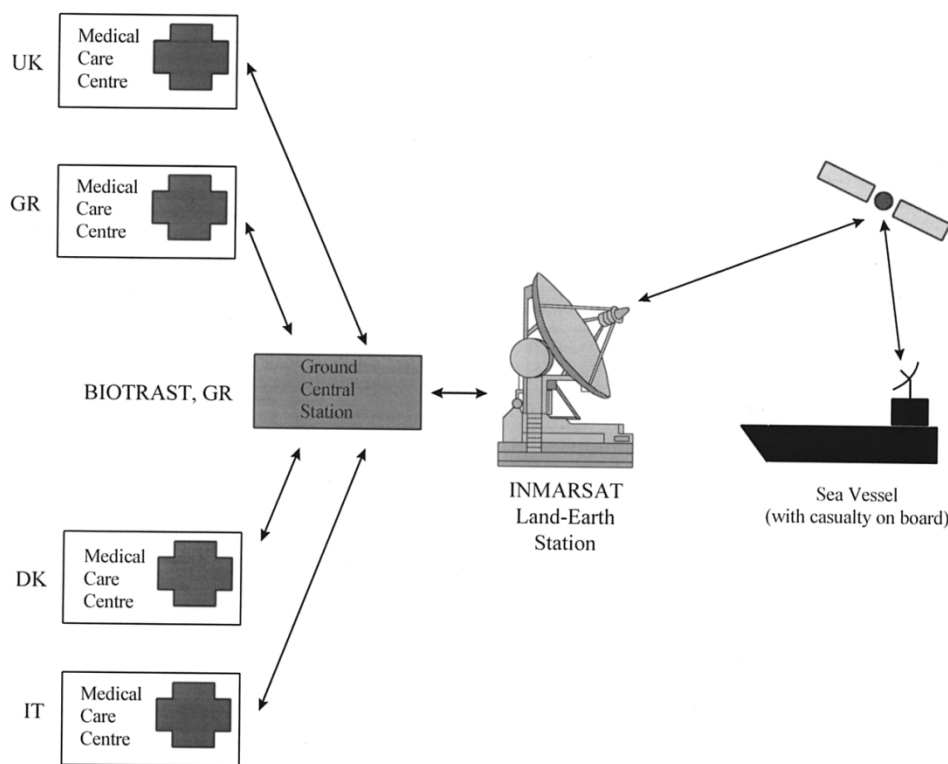 UK
Medical
Care
Centre
GR
Medical
Care
Centre
BIOTRAST, GR
Ground
Central
Station
INMARSAT
Land-Earth
Station
Sea Vessel
(with casualty on board)
DK
Medical
Care
Centre
IT
Medical
Care
Centre